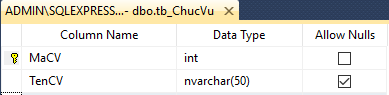 ADMIN\SQLEXPRESS...- dbo.tb_ChucVu
Column Name Data Type Allow Nulls
MaCV int
TenCV nvarchar(50)